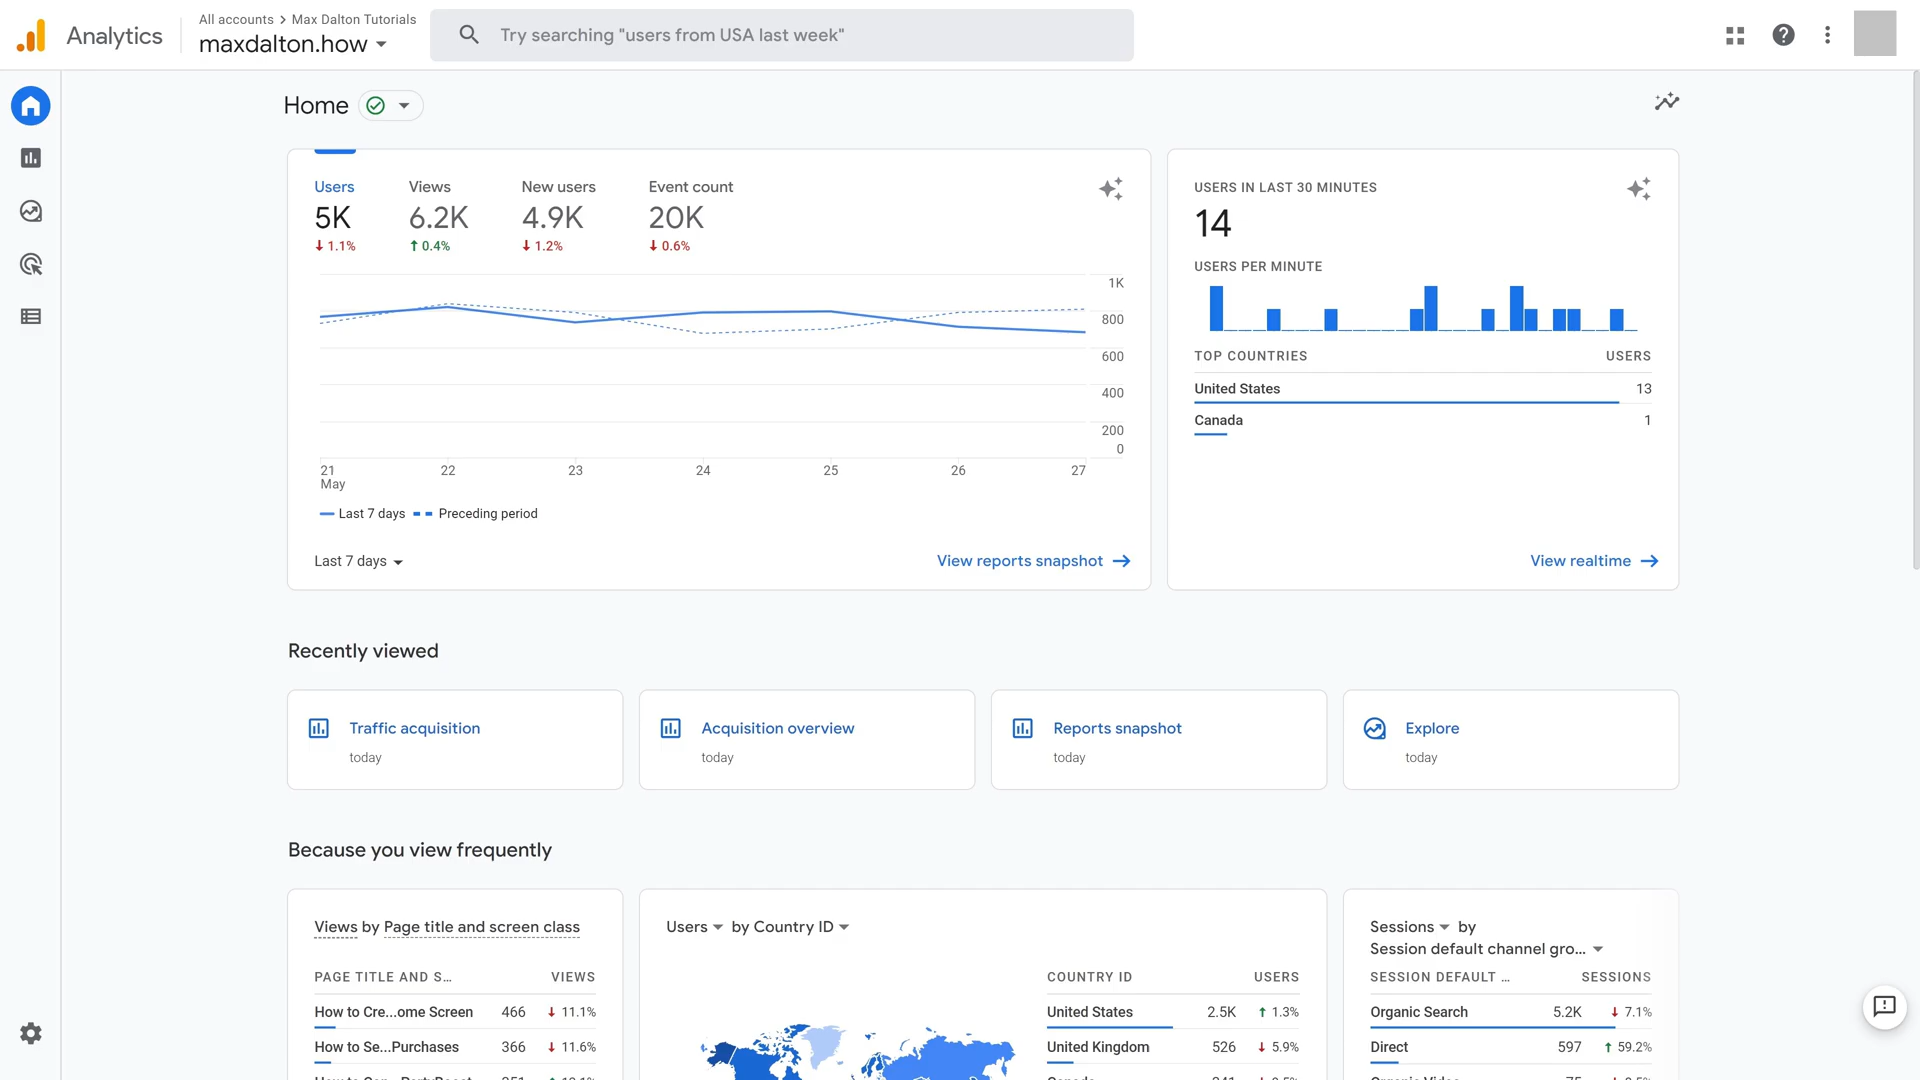 Analytics
All accounts > Max Dalton Tutorials
maxdalton.how
Try searching "users from USA last week"
Home
Users
5K
1.1%
Views
6.2K
0.4%
New users
4.9K
1.2%
Event count
20K
0.6%
1K
800
600
400
200
0
21 22 23 24 25 26 27
May
Last 7 days Preceding period
Last 7 days
View reports snapshot
USERS IN LAST 30 MINUTES
14
USERS PER MINUTE
TOP COUNTRIES USERS
United States 13
Canada 1
View realtime
Recently viewed
Traffic acquisition
today
Acquisition overview
today
Reports snapshot
today
Explore
today
Because you view frequently
Views by Page title and screen class
PAGE TITLE AND S... VIEWS
How to Cre...ome Screen 466 11.1%
How to Se...Purchases 366 11.6%
Users by Country ID
COUNTRY ID USERS
United States 2.5K 1.3%
United Kingdom 526 5.9%
Sessions by
Session default channel gro...
SESSION DEFAULT ... SESSIONS
Organic Search 5.2K 7.1%
Direct 597 59.2%